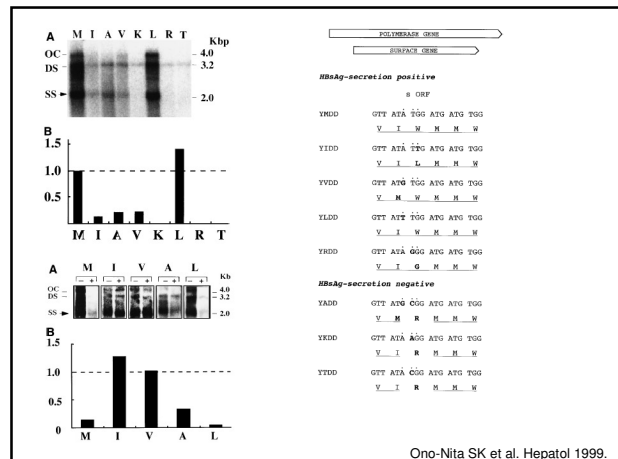 A
M I A V K L R T
Kbp
OC
4.0
DS
3.2
SS
2.0
B
1.5
1.0
0.5
M I A V K L R T
A
M I V A L
Kb
− + − + − + − + − +
OC
4.0
DS
3.2
SS
2.0
B
1.5
1.0
0.5
0
M I V A L
POLYMERASE GENE
SURFACE GENE
HBsAg-secretion positive
S ORF
YMDD GTT ATA TGG ATG ATG TGG
V I W M M W
YIDD GTT ATA TTG ATG ATG TGG
V I L M M W
YVDD GTT ATG TGG ATG ATG TGG
V M W M M W
YLDD GTT ATT TGG ATG ATG TGG
V I W M M W
YRDD GTT ATA GGG ATG ATG TGG
V I G M M W
HBsAg-secretion negative
YADD GTT ATG CGG ATG ATG TGG
V M R M M W
YKDD GTT ATA AGG ATG ATG TGG
V I R M M W
YTDD GTT ATA CGG ATG ATG TGG
V I R M M W
Ono-Nita SK et al. Hepatol 1999.